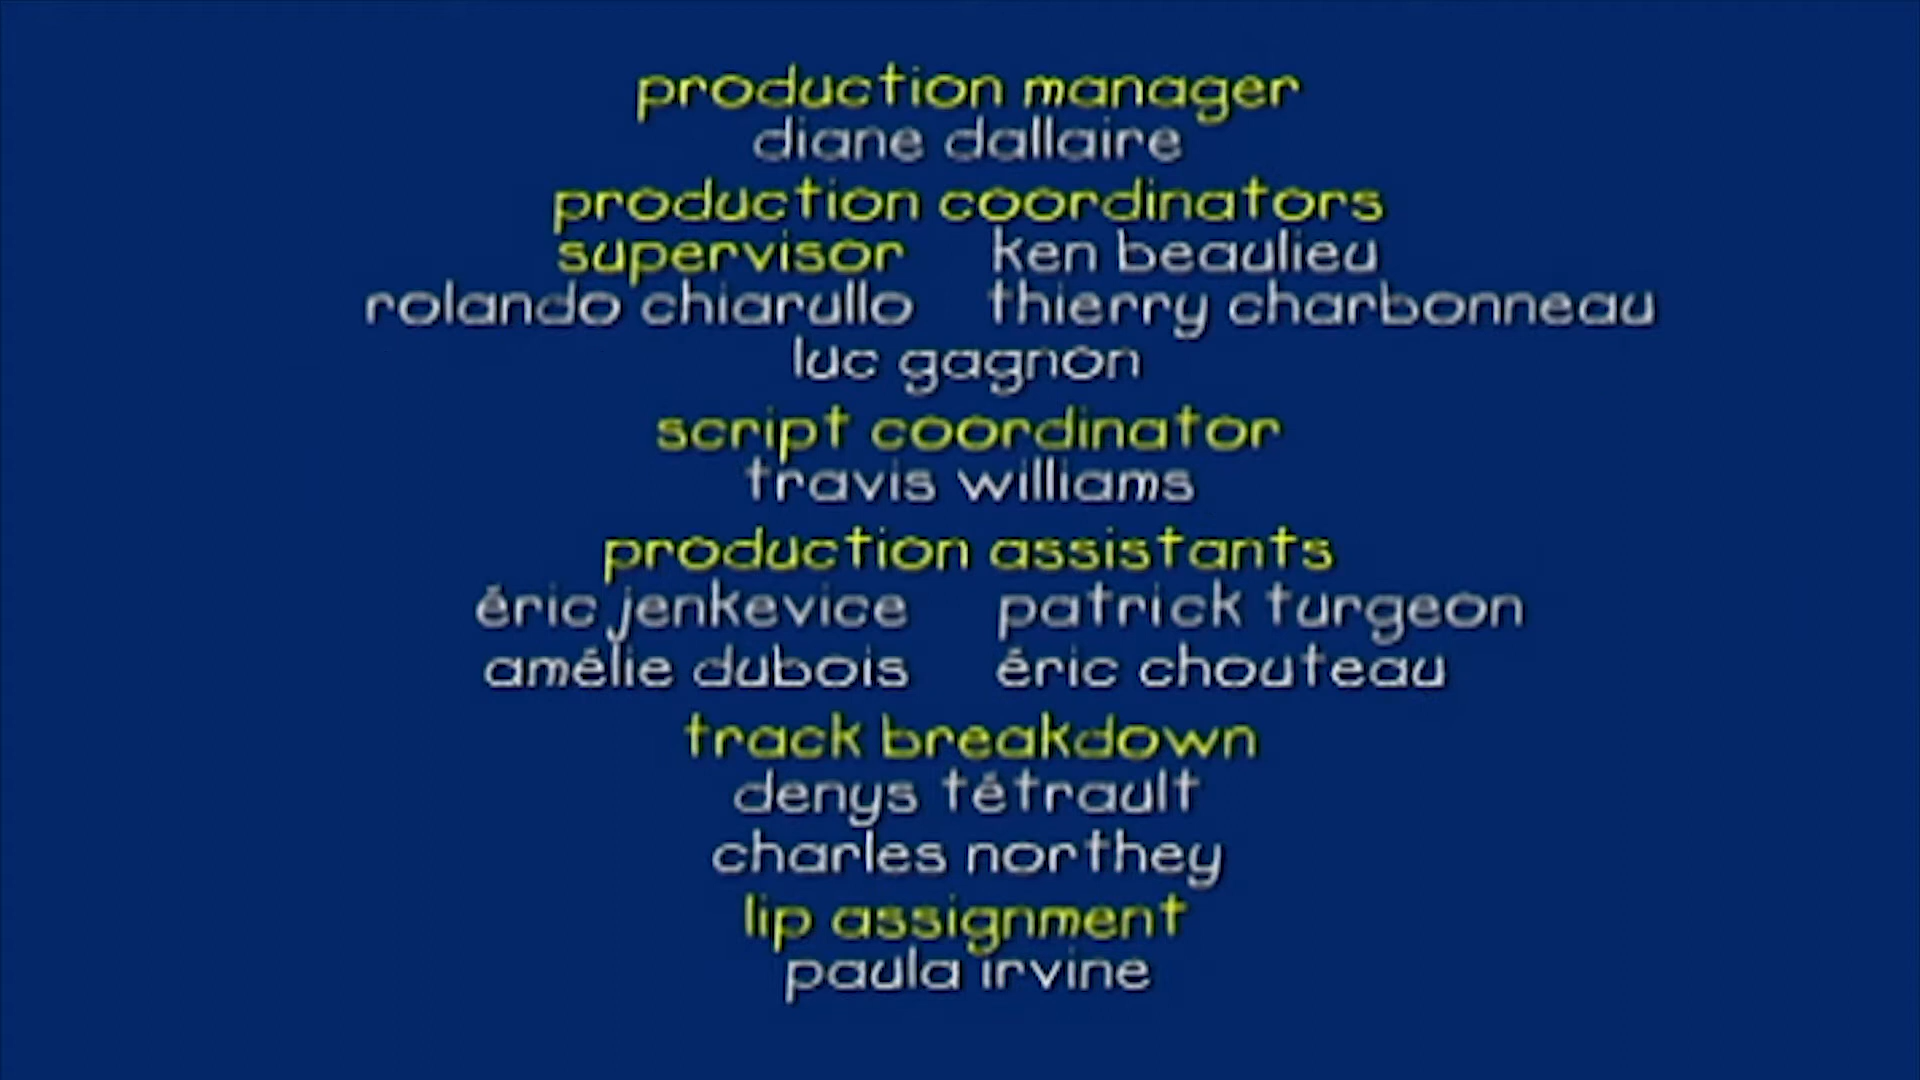 production manager
diane dallaire
production coordinators
supervisor ken beaulieu
rolando chiarullo thierry charbonneau
luc gagnon
script coordinator
travis williams
production assistants
éric jenkevice patrick turgeon
amélie dubois éric chouteau
track breakdown
denys tétrault
charles northey
lip assignment
paula irvine